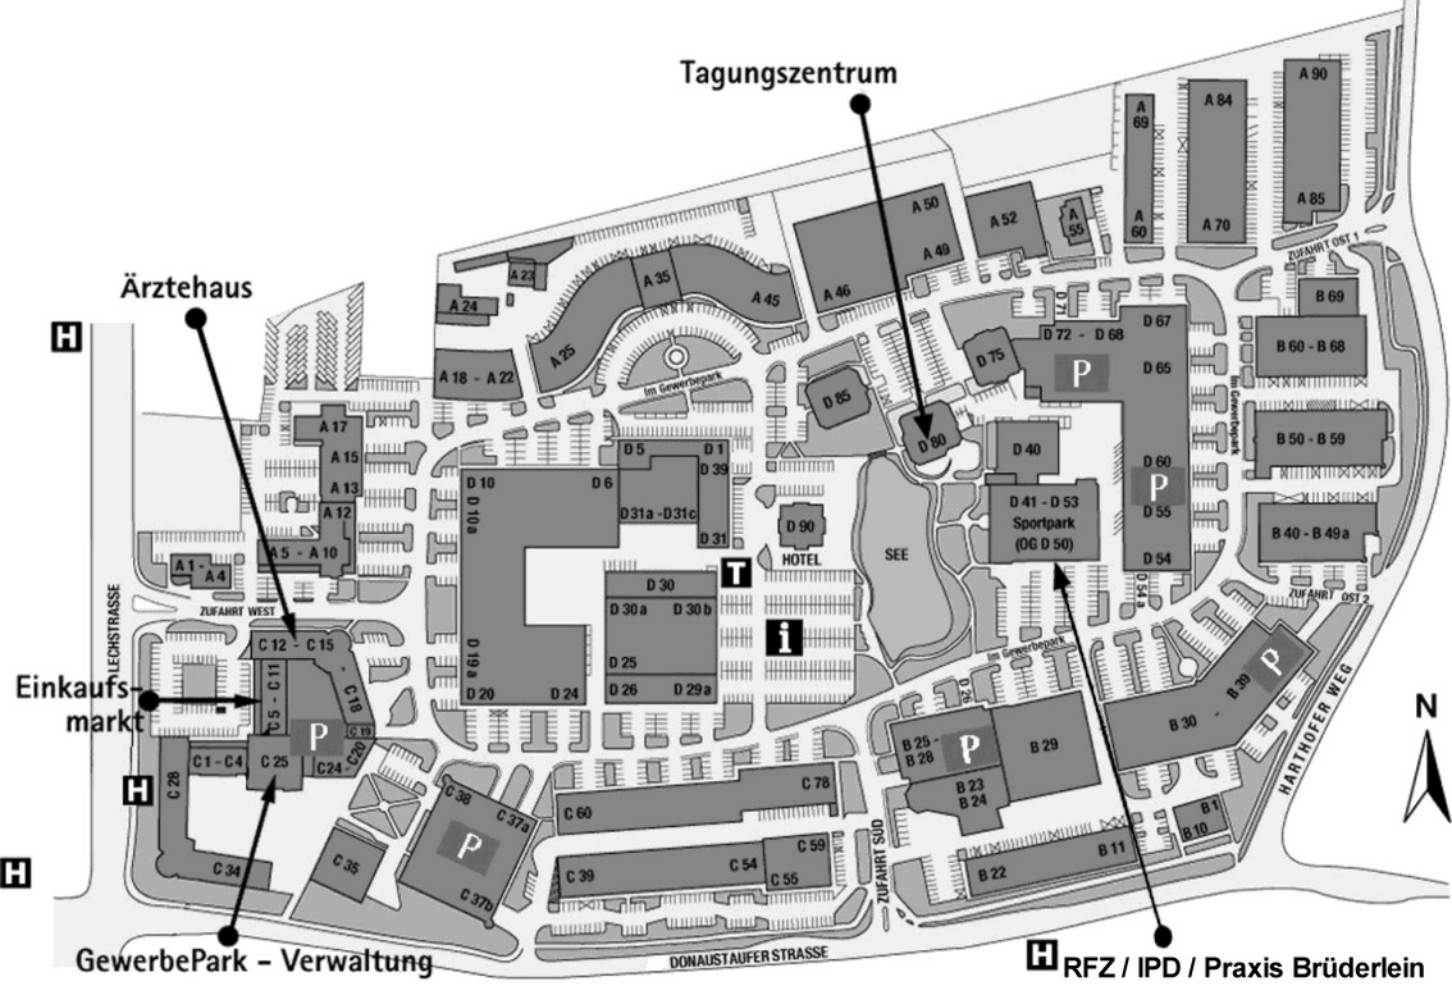 Tagungszentrum
Ärztehaus
Einkaufs-
markt
GewerbePark - Verwaltung
RFZ / IPD / Praxis Brüderlein
H
H
H
H
N
LECHSTRASSE
ZUFAHRT WEST
ZUFAHRT OST 1
ZUFAHRT OST 2
ZUFAHRT SÜD
HARTHOFER WEG
DONAUSTAUFER STRASSE
Im Gewerbepark
Im Gewerbepark
Im Gewerbepark
A 90
A 85
A 84
A 70
A 69
A 60
A 55
A 52
A 50
A 49
A 46
A 45
A 35
A 25
A 23
A 24
A 18 - A 22
A 17
A 15
A 13
A 12
A 5 - A 10
A 1 -
A 4
B 69
B 60 - B 68
B 50 - B 59
B 40 - B 49a
B 39
B 30 -
P
B 29
B 25 -
B 28
P
B 23
B 24
B 22
B 11
B 1
B 10
C 12 - C 15
- C 18
C 19
C 5 - C 11
P
C 20
C 24 -
C 25
C 1 - C 4
C 28
C 34
C 35
C 38
C 37a
P
C 37b
C 60
C 78
C 39
C 54
C 59
C 55
D 5
D 1
D 39
D 10
D 6
D 10a
D 31a - D 31c
D 31
D 30
D 30a
D 30b
D 25
D 26
D 29a
D 19a
D 20
D 24
T
i
D 90
HOTEL
SEE
D 85
D 80
D 75
D 71
D 72 - D 68
D 67
P
D 65
D 60
P
D 55
D 54
D 54a
D 40
D 41 - D 53
Sportpark
(OG D 50)
D 26